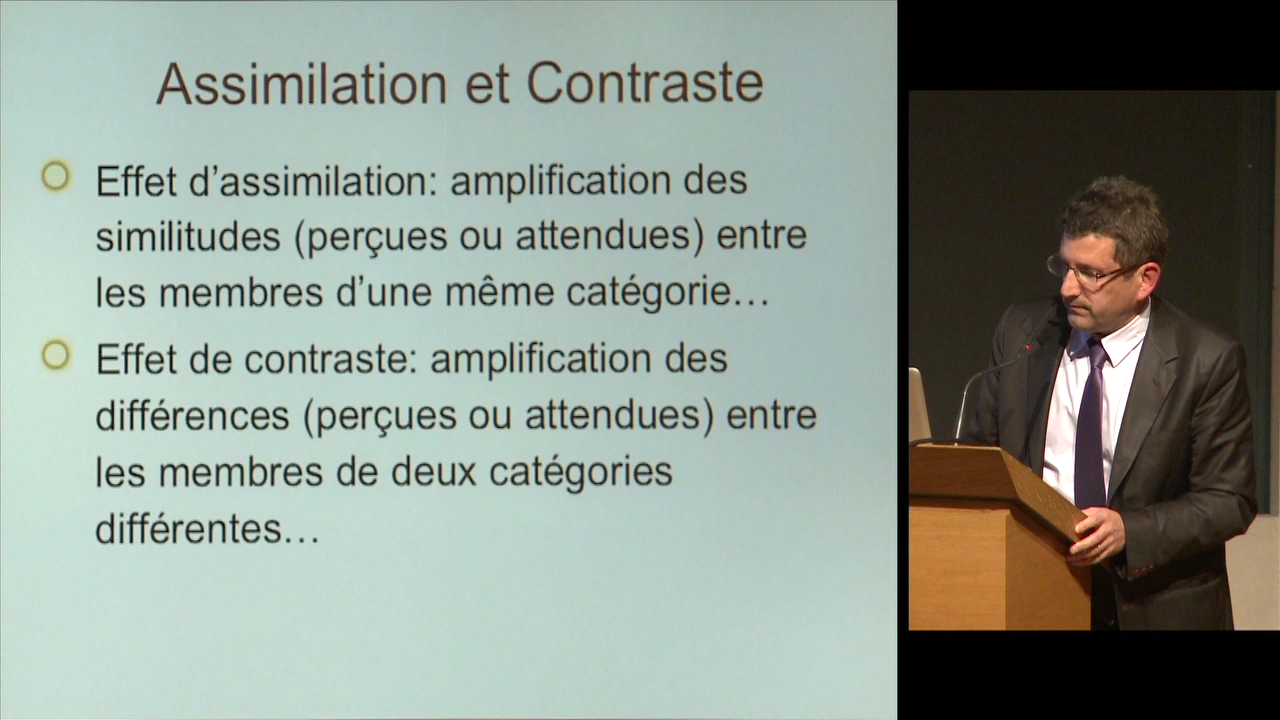 Assimilation et Contraste
Effet d’assimilation: amplification des
similitudes (perçues ou attendues) entre
les membres d’une même catégorie…
Effet de contraste: amplification des
différences (perçues ou attendues) entre
les membres de deux catégories
différentes…